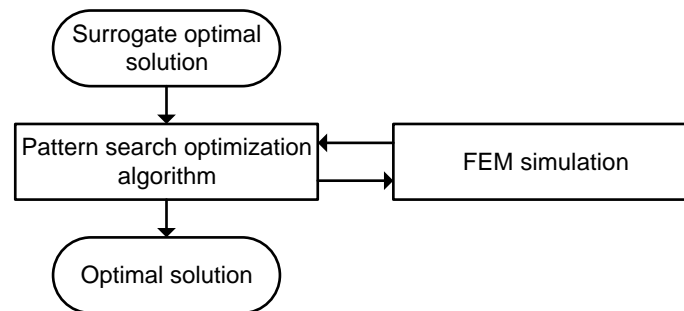 Surrogate optimal
solution
Pattern search optimization
algorithm
FEM simulation
Optimal solution